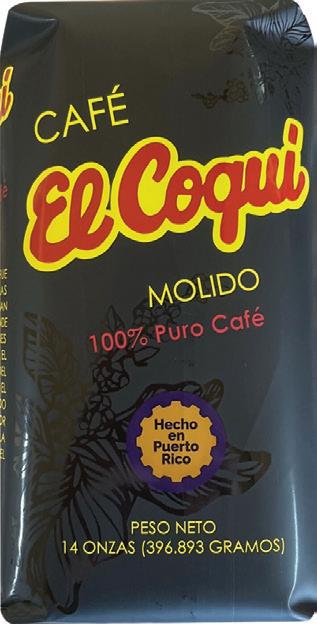 CAFÉ
El Coqui
MOLIDO
100% Puro Café
Hecho
en
Puerto
Rico
PESO NETO
14 ONZAS (396.893 GRAMOS)